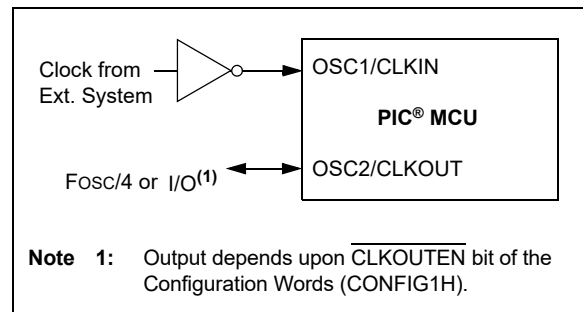 Clock from
Ext. System
OSC1/CLKIN
PIC® MCU
FOSC/4 or I/O(1)
OSC2/CLKOUT
Note 1: Output depends upon CLKOUTEN bit of the
Configuration Words (CONFIG1H).